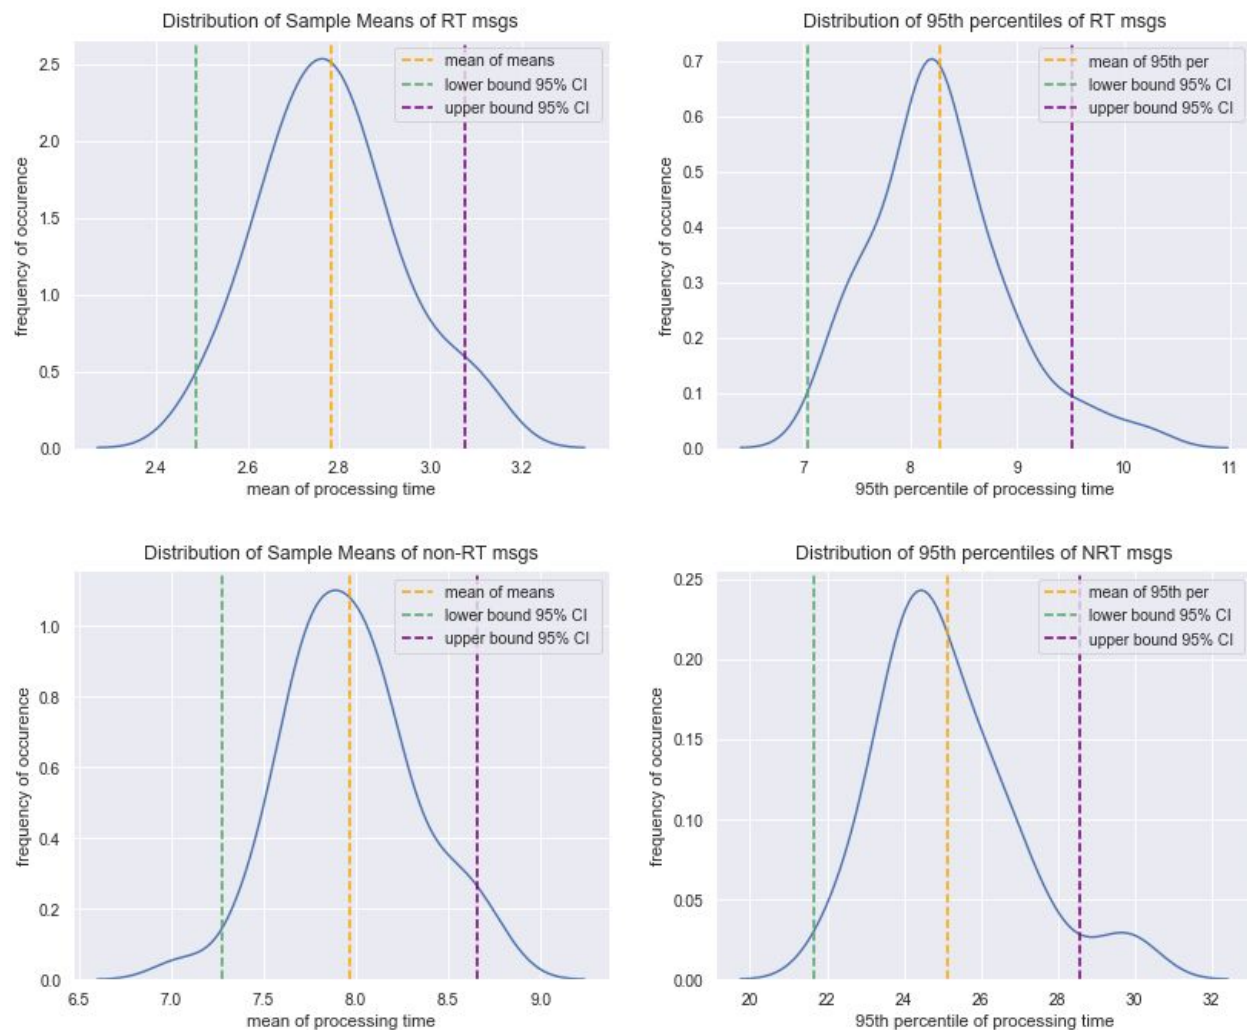 Distribution of Sample Means of RT msgs
mean of means
lower bound 95% CI
upper bound 95% CI
2.5
2.0
1.5
1.0
0.5
0.0
frequency of occurence
2.4 2.6 2.8 3.0 3.2
mean of processing time
Distribution of 95th percentiles of RT msgs
mean of 95th per
lower bound 95% CI
upper bound 95% CI
0.7
0.6
0.5
0.4
0.3
0.2
0.1
0.0
frequency of occurence
7 8 9 10 11
95th percentile of processing time
Distribution of Sample Means of non-RT msgs
mean of means
lower bound 95% CI
upper bound 95% CI
1.0
0.8
0.6
0.4
0.2
0.0
frequency of occurence
6.5 7.0 7.5 8.0 8.5 9.0
mean of processing time
Distribution of 95th percentiles of NRT msgs
mean of 95th per
lower bound 95% CI
upper bound 95% CI
0.25
0.20
0.15
0.10
0.05
0.00
frequency of occurence
20 22 24 26 28 30 32
95th percentile of processing time